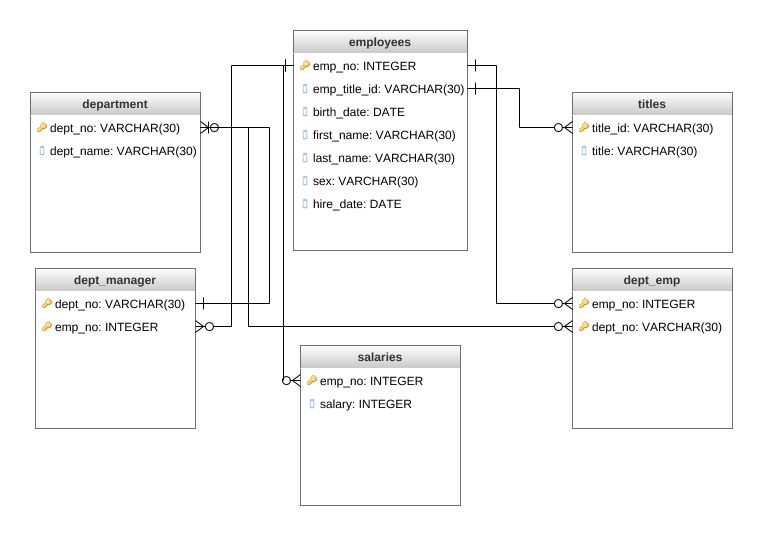 employees
emp_no: INTEGER
emp_title_id: VARCHAR(30)
birth_date: DATE
first_name: VARCHAR(30)
last_name: VARCHAR(30)
sex: VARCHAR(30)
hire_date: DATE
department
dept_no: VARCHAR(30)
dept_name: VARCHAR(30)
titles
title_id: VARCHAR(30)
title: VARCHAR(30)
dept_manager
dept_no: VARCHAR(30)
emp_no: INTEGER
dept_emp
emp_no: INTEGER
dept_no: VARCHAR(30)
salaries
emp_no: INTEGER
salary: INTEGER